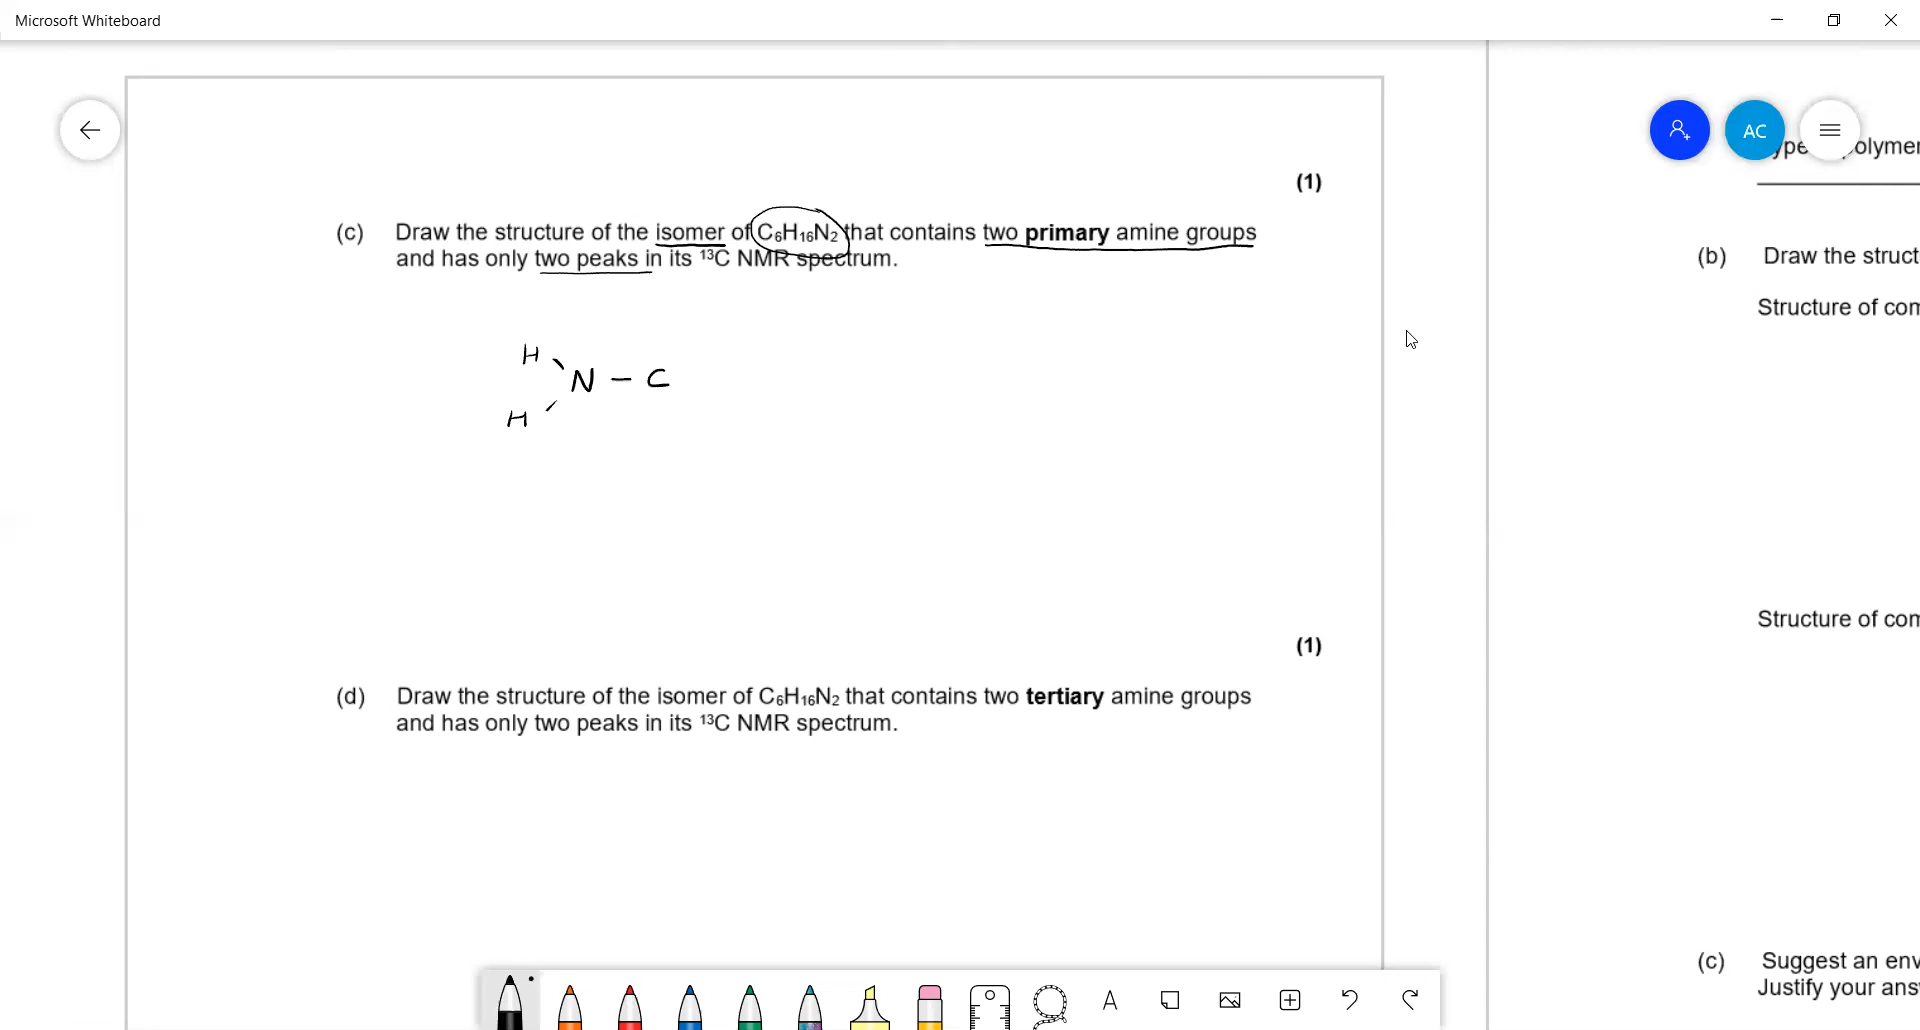 Microsoft Whiteboard
AC
(1)
(c) Draw the structure of the isomer of C₆H₁₆N₂ that contains two primary amine groups
and has only two peaks in its ¹³C NMR spectrum.
H
N – C
H
(1)
(d) Draw the structure of the isomer of C₆H₁₆N₂ that contains two tertiary amine groups
and has only two peaks in its ¹³C NMR spectrum.
(b) Draw the struct
Structure of com
Structure of com
(c) Suggest an env
Justify your ans
A